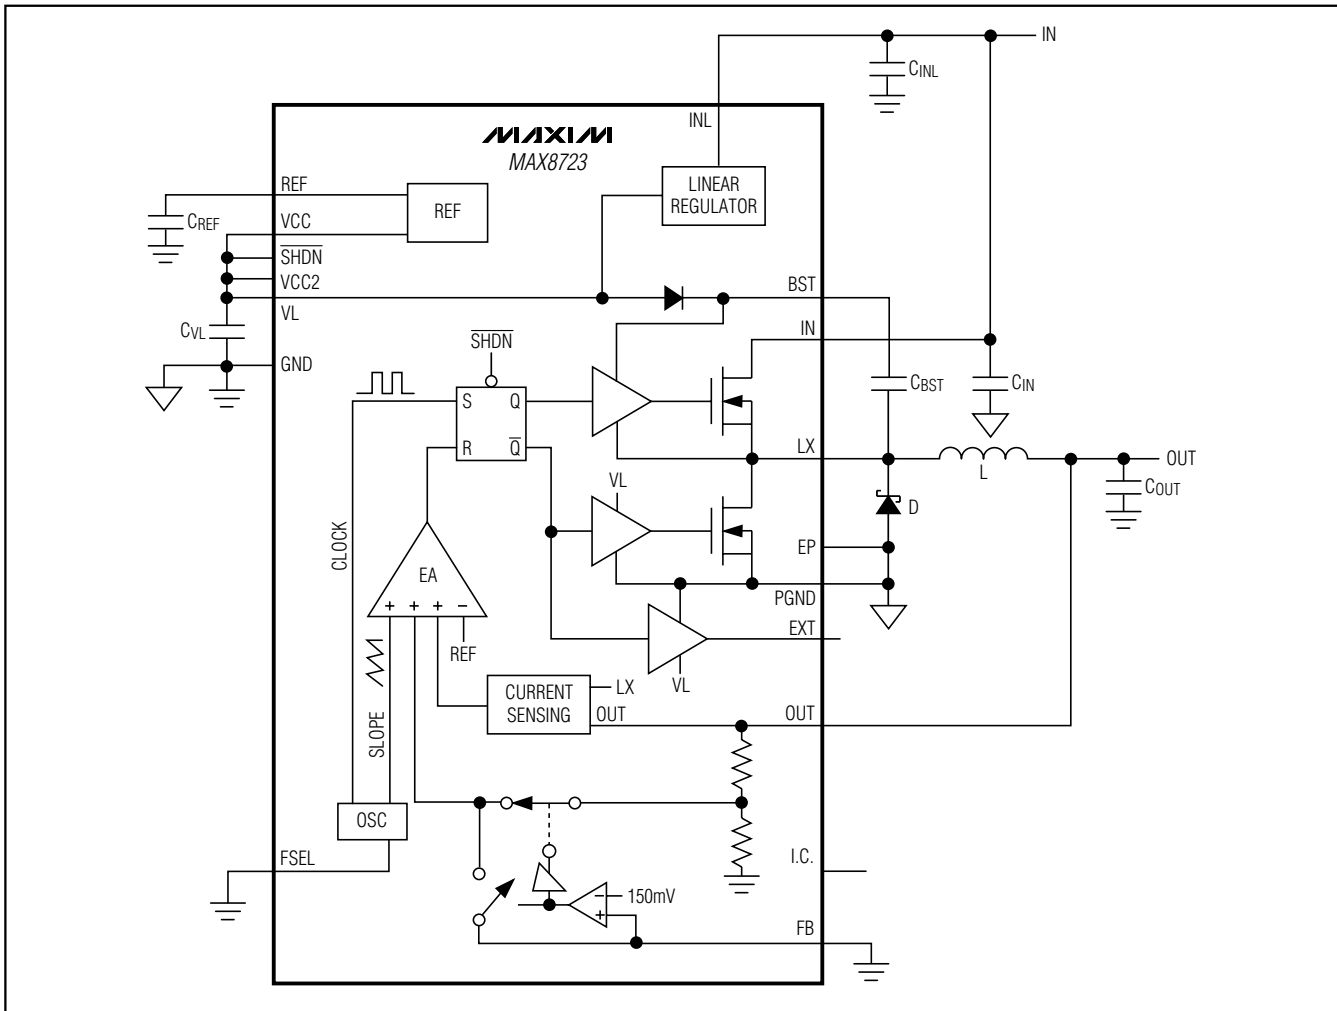 IN
CINL
INL
MAXIM
MAX8723
REF
CREF
REF
LINEAR
REGULATOR
VCC
SHDN
VCC2
VL
BST
CVL
IN
GND
SHDN
CBST
CIN
S
Q
R
Q
LX
L
OUT
COUT
VL
D
CLOCK
EP
EA
+ + + −
PGND
REF
EXT
VL
SLOPE
CURRENT
SENSING
LX
OUT
OUT
OSC
FSEL
I.C.
−
150mV
+
FB